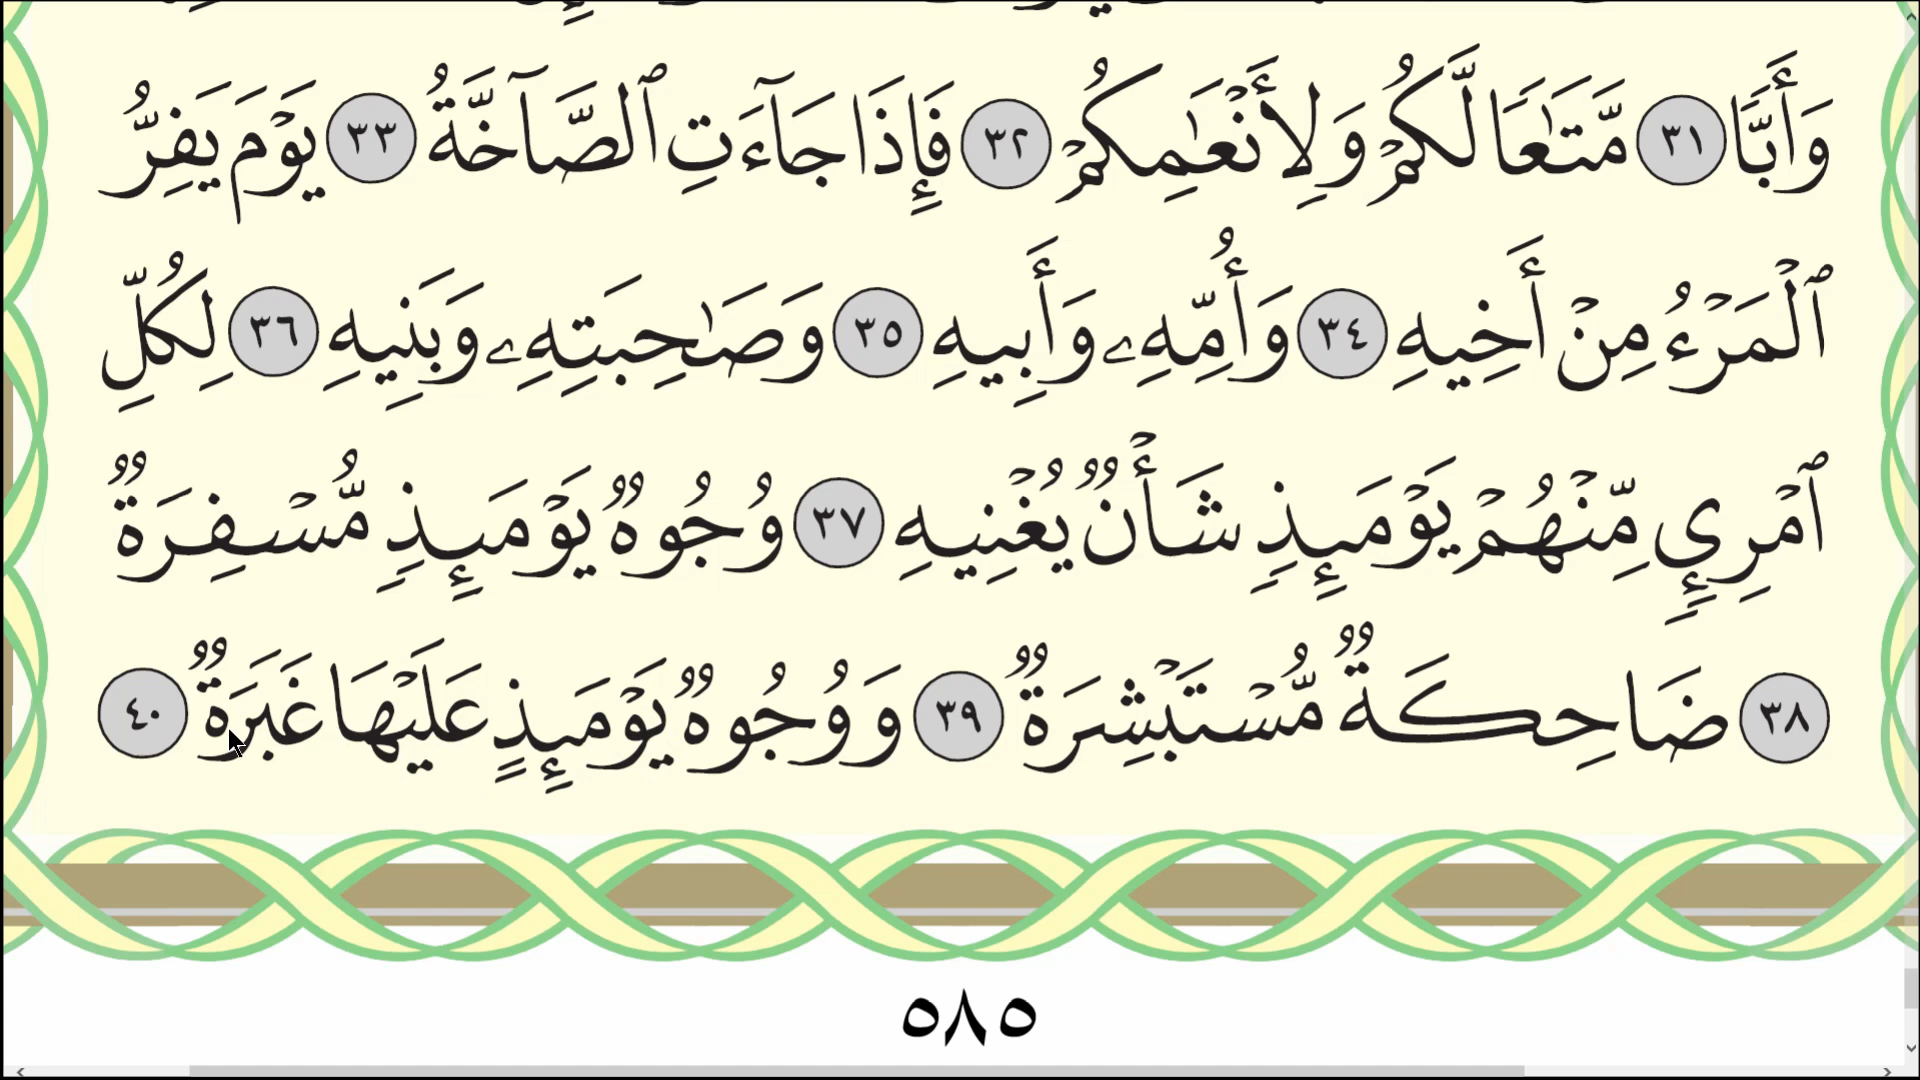 وَأَبًّا ٣١ مَّتَٰعًا لَّكُمْ وَلِأَنْعَٰمِكُمْ ٣٢ فَإِذَا جَآءَتِ ٱلصَّآخَّةُ ٣٣ يَوْمَ يَفِرُّ
ٱلْمَرْءُ مِنْ أَخِيهِ ٣٤ وَأُمِّهِۦ وَأَبِيهِ ٣٥ وَصَٰحِبَتِهِۦ وَبَنِيهِ ٣٦ لِكُلِّ
ٱمْرِئٍ مِّنْهُمْ يَوْمَئِذٍ شَأْنٌ يُغْنِيهِ ٣٧ وُجُوهٌ يَوْمَئِذٍ مُّسْفِرَةٌ
٣٨ ضَاحِكَةٌ مُّسْتَبْشِرَةٌ ٣٩ وَوُجُوهٌ يَوْمَئِذٍ عَلَيْهَا غَبَرَةٌ ٤٠
٥٨٥